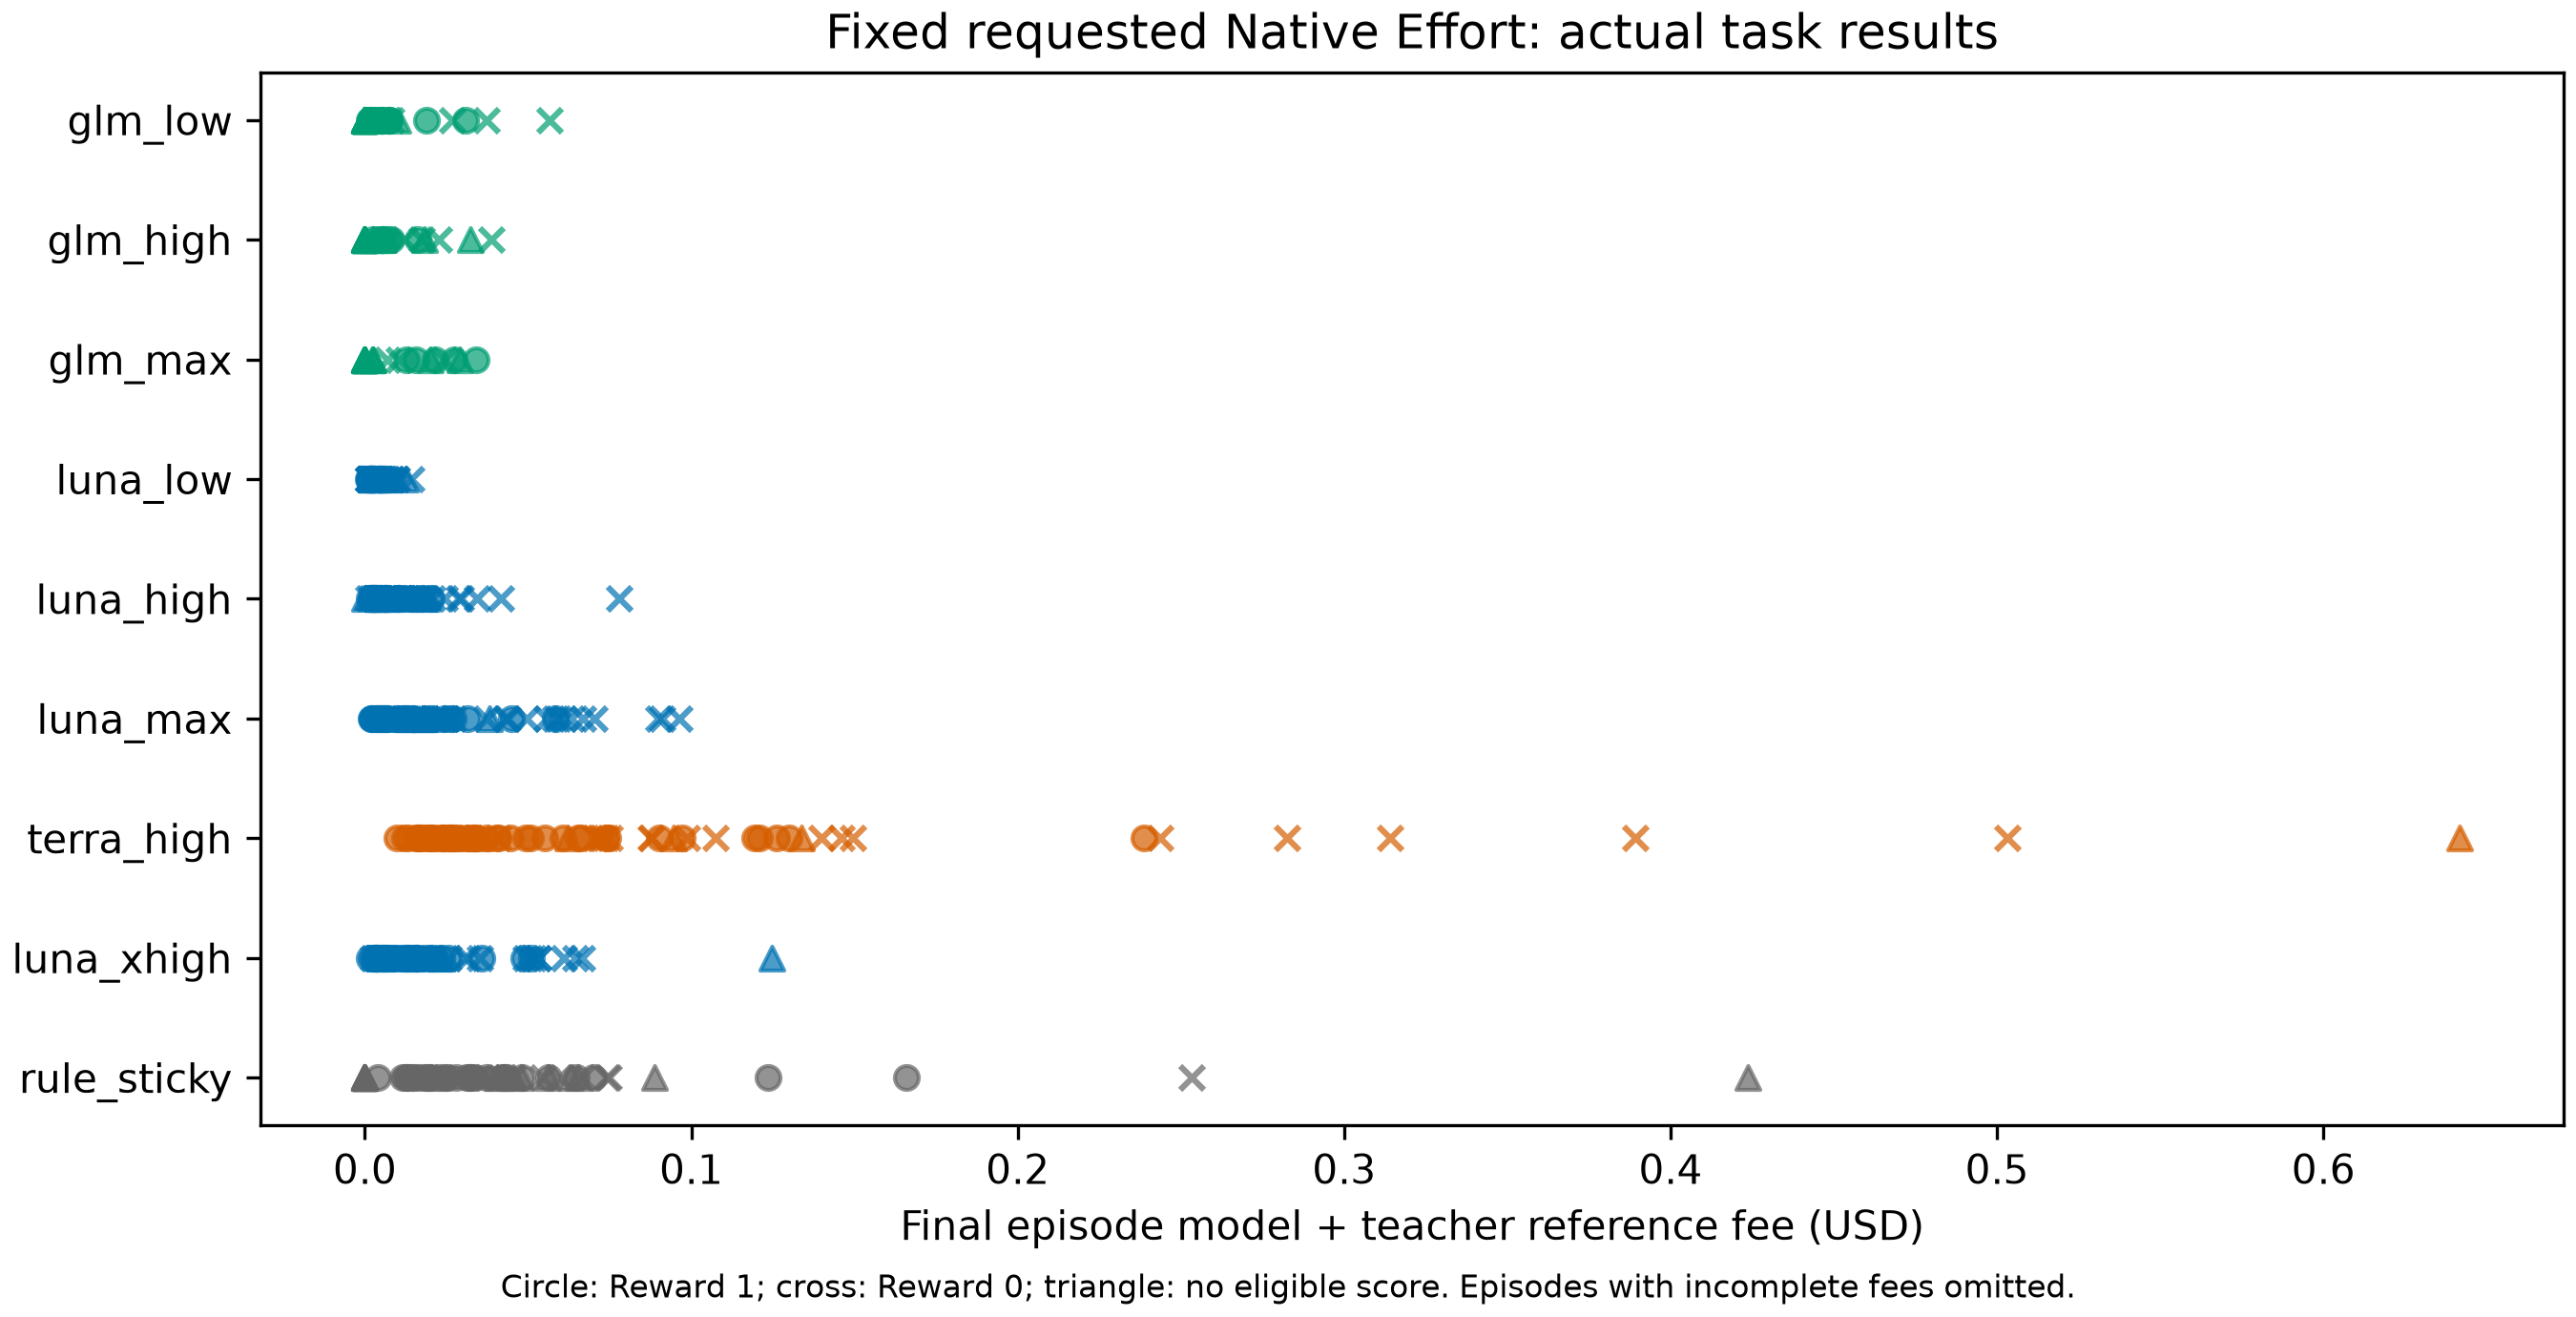 Fixed requested Native Effort: actual task results
glm_low
glm_high
glm_max
luna_low
luna_high
luna_max
terra_high
luna_xhigh
rule_sticky
0.0 0.1 0.2 0.3 0.4 0.5 0.6
Final episode model + teacher reference fee (USD)
Circle: Reward 1; cross: Reward 0; triangle: no eligible score. Episodes with incomplete fees omitted.